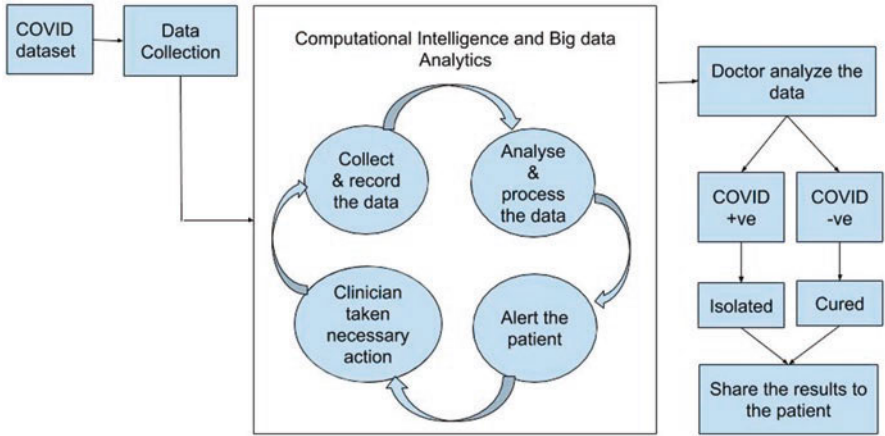 COVID
dataset
Data
Collection
Computational Intelligence and Big data
Analytics
Collect
& record
the data
Analyse
&
process
the data
Alert the
patient
Clinician
taken
necessary
action
Doctor analyze the
data
COVID
+ve
COVID
-ve
Isolated
Cured
Share the results to
the patient